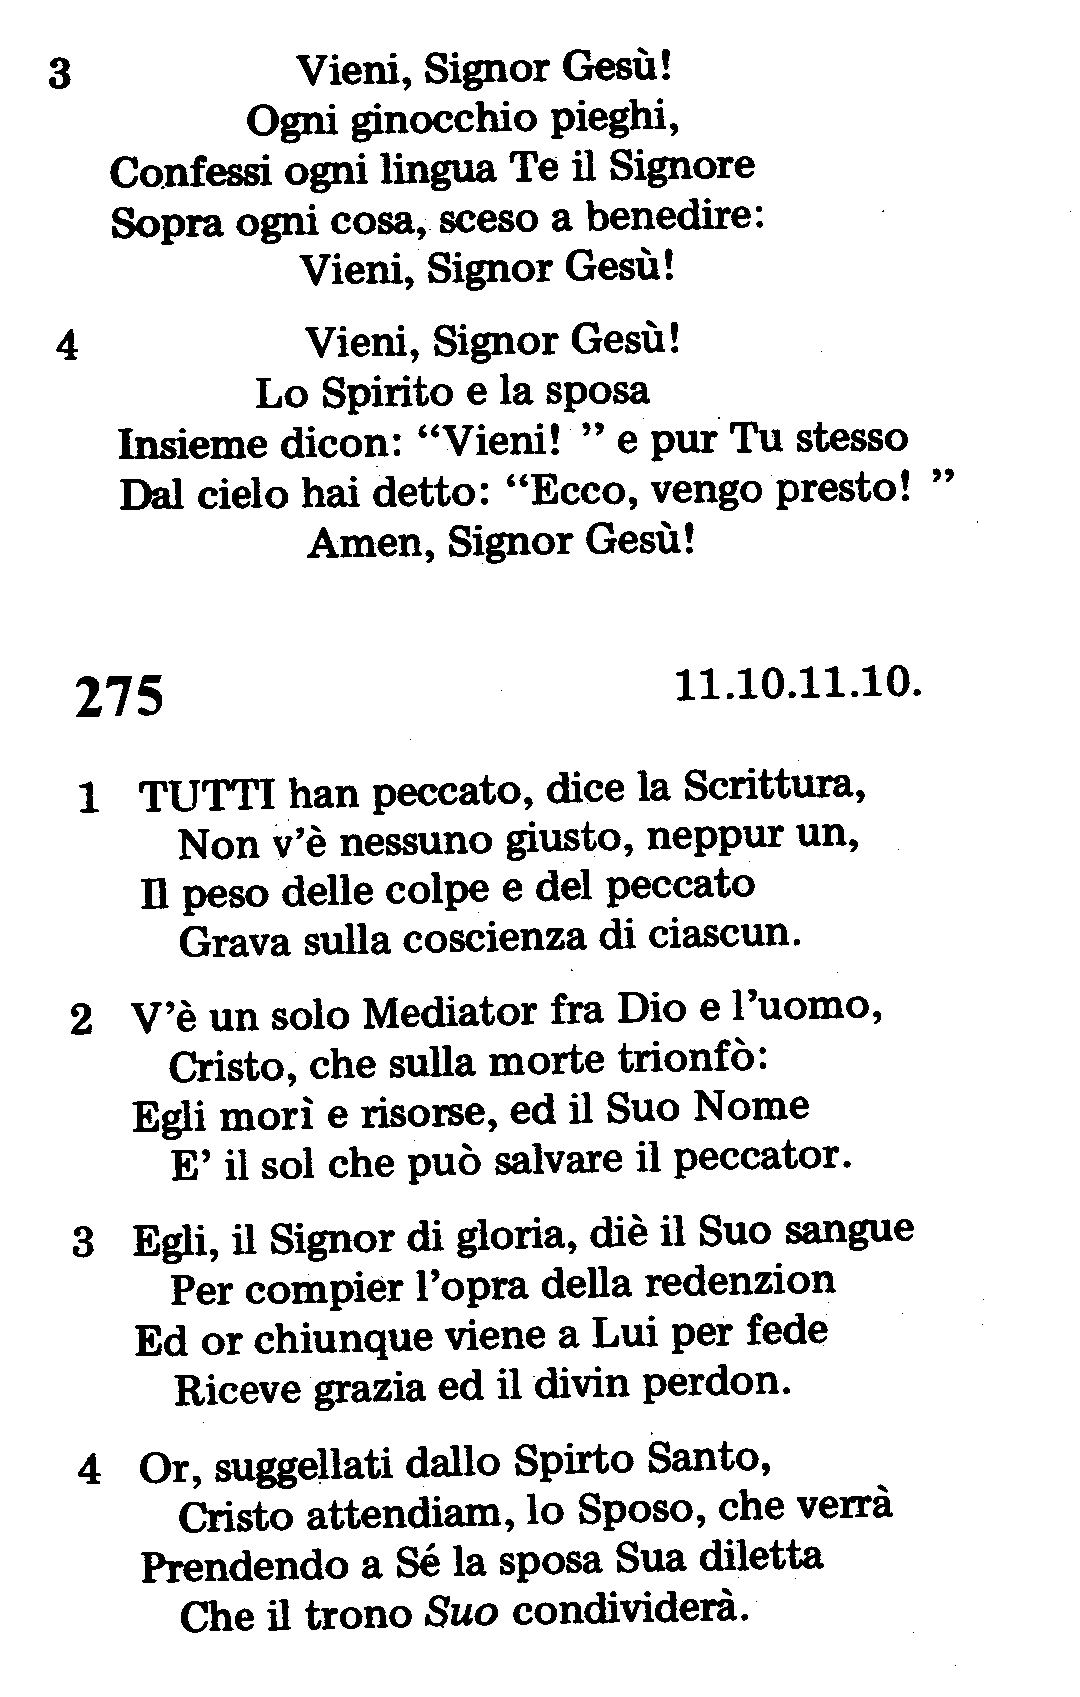 3 Vieni, Signor Gesù!
Ogni ginocchio pieghi,
Confessi ogni lingua Te il Signore
Sopra ogni cosa, sceso a benedire:
Vieni, Signor Gesù!
4 Vieni, Signor Gesù!
Lo Spirito e la sposa
Insieme dicon: “Vieni! ” e pur Tu stesso
Dal cielo hai detto: “Ecco, vengo presto! ”
Amen, Signor Gesù!
275 11.10.11.10.
1 TUTTI han peccato, dice la Scrittura,
Non v’è nessuno giusto, neppur un,
Il peso delle colpe e del peccato
Grava sulla coscienza di ciascun.
2 V’è un solo Mediator fra Dio e l’uomo,
Cristo, che sulla morte trionfò:
Egli morì e risorse, ed il Suo Nome
E’ il sol che può salvare il peccator.
3 Egli, il Signor di gloria, diè il Suo sangue
Per compier l’opra della redenzion
Ed or chiunque viene a Lui per fede
Riceve grazia ed il divin perdon.
4 Or, suggellati dallo Spirto Santo,
Cristo attendiam, lo Sposo, che verrà
Prendendo a Sé la sposa Sua diletta
Che il trono Suo condividerà.